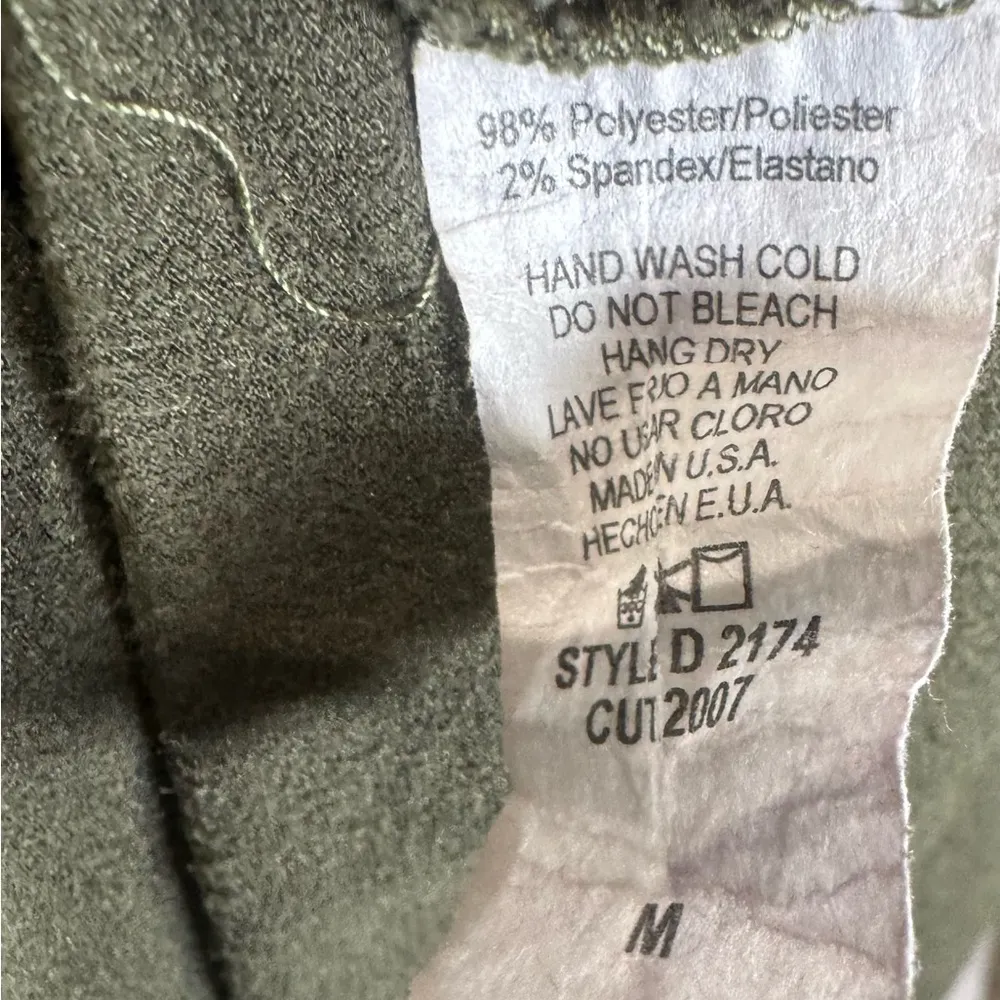 98% Polyester/Poliester
2% Spandex/Elastano
HAND WASH COLD
DO NOT BLEACH
HANG DRY
LAVE FRIO A MANO
NO USAR CLORO
MADE IN U.S.A.
HECHO EN E.U.A.
STYLE D 2174
CUT 2007
M